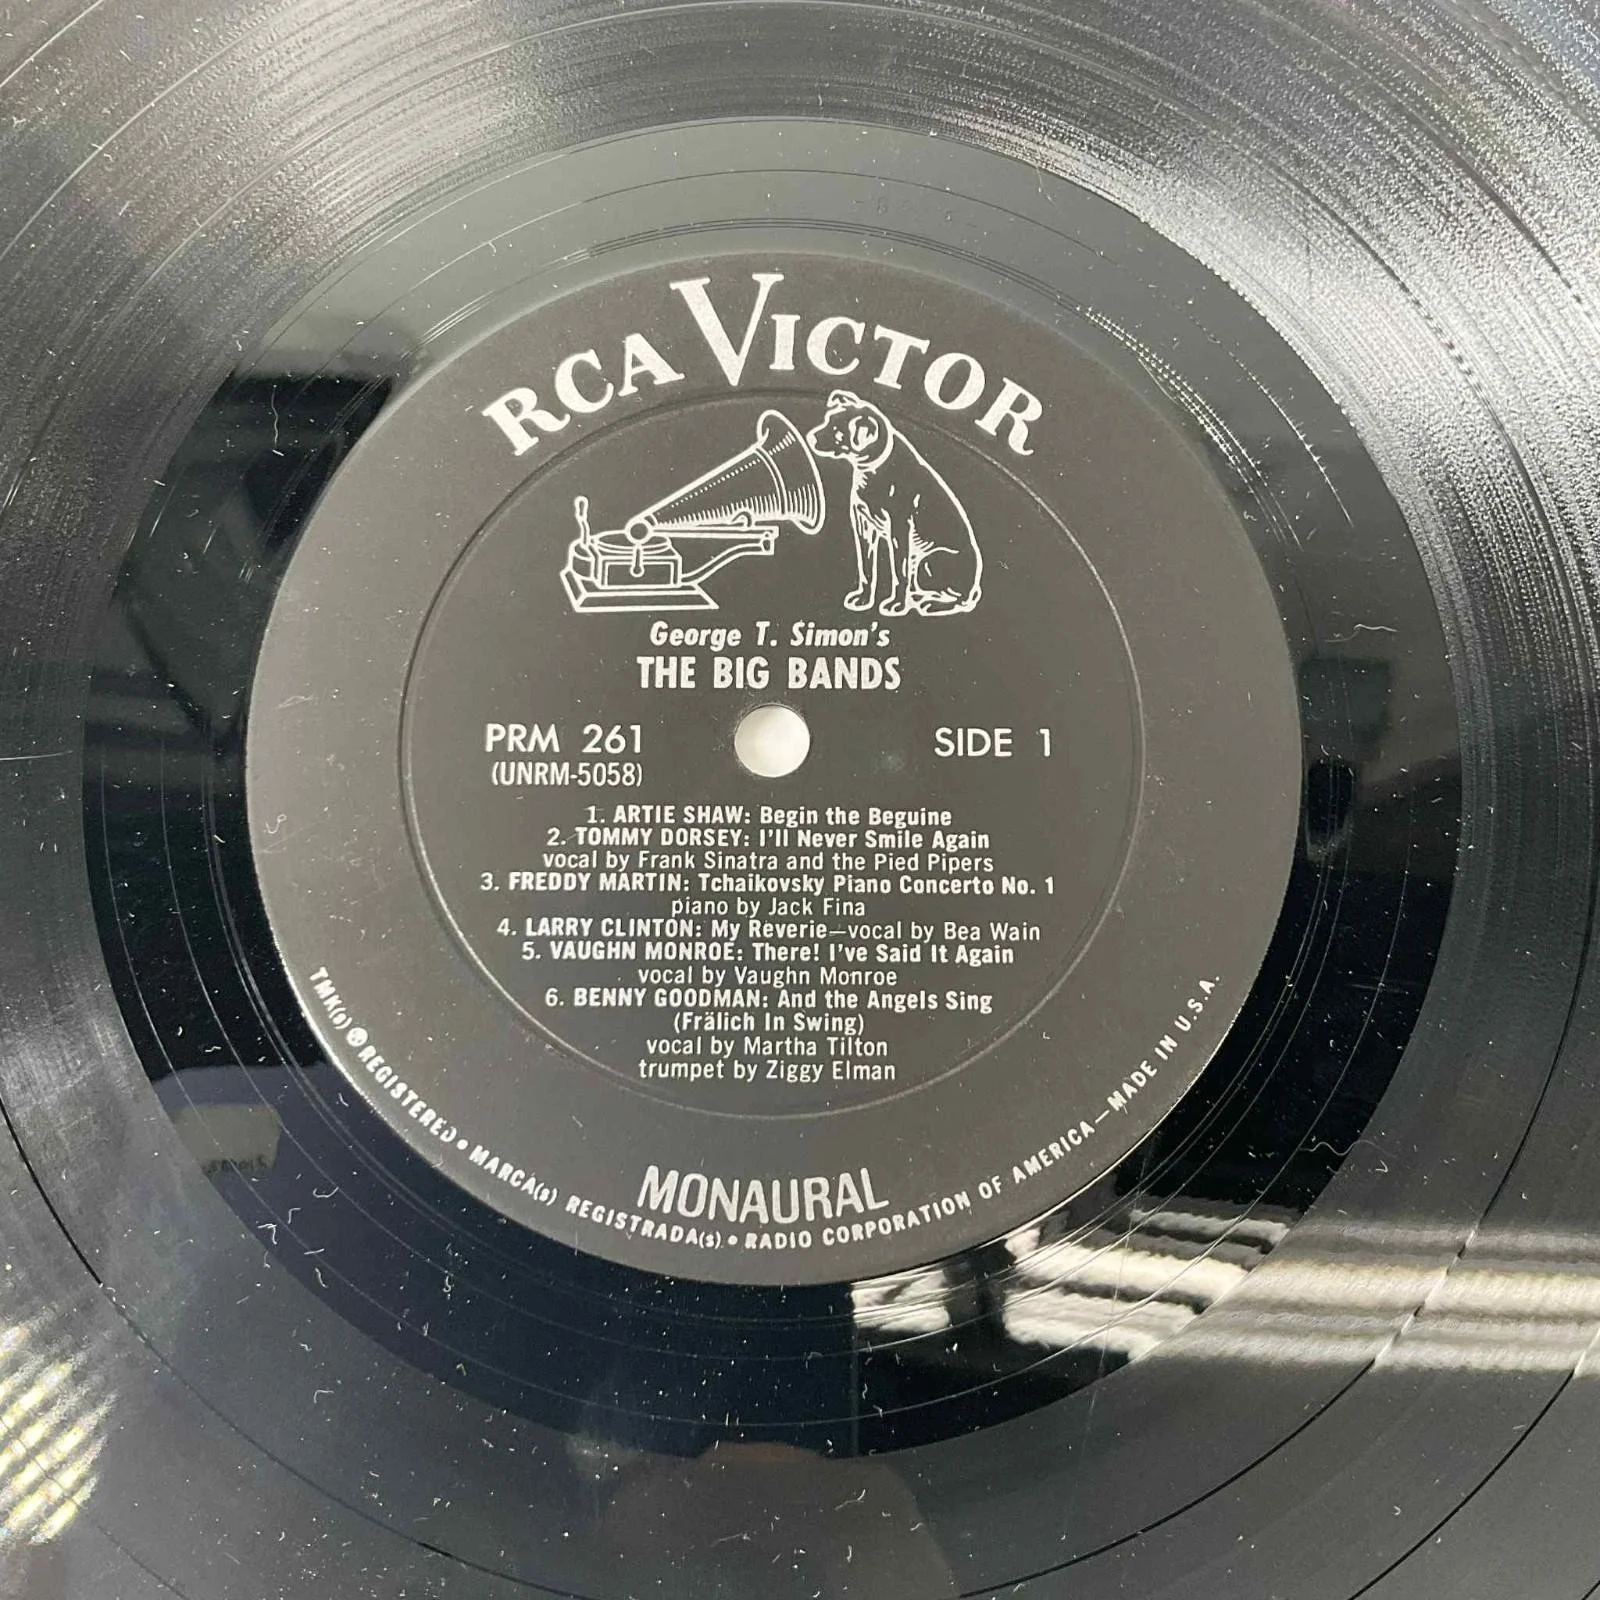 RCA VICTOR
George T. Simon's
THE BIG BANDS
PRM 261
SIDE 1
(UNRM-5058)
1. ARTIE SHAW: Begin the Beguine
2. TOMMY DORSEY: I'll Never Smile Again
vocal by Frank Sinatra and the Pied Pipers
3. FREDDY MARTIN: Tchaikovsky Piano Concerto No. 1
piano by Jack Fina
4. LARRY CLINTON: My Reverie—vocal by Bea Wain
5. VAUGHN MONROE: There! I've Said It Again
vocal by Vaughn Monroe
6. BENNY GOODMAN: And the Angels Sing
(Frälich In Swing)
vocal by Martha Tilton
trumpet by Ziggy Elman
MONAURAL
TMK(s) ® REGISTERED • MARCA(s) REGISTRADA(s) • RADIO CORPORATION OF AMERICA—MADE IN U.S.A.